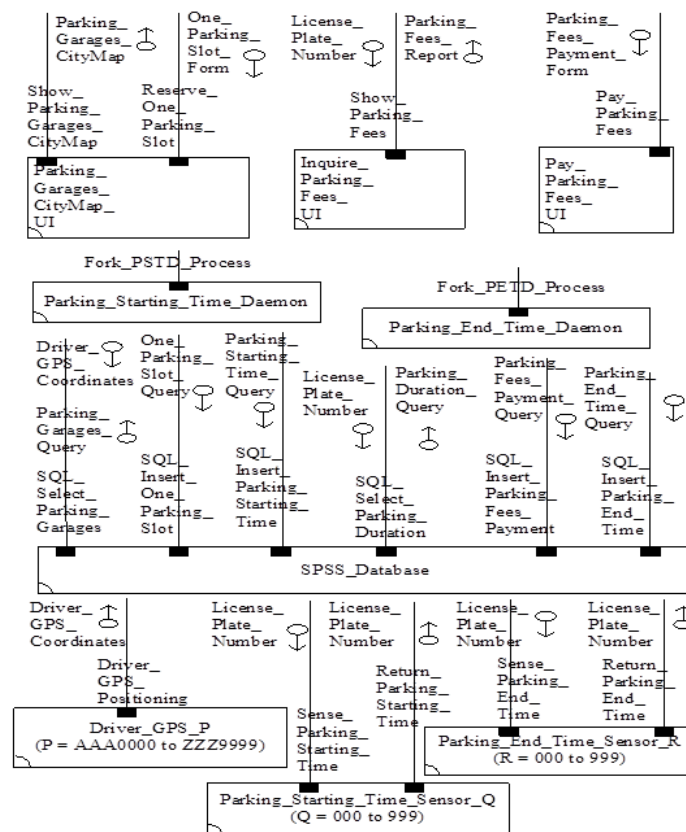 Parking_
Garages_
CityMap
One_
Parking_
Slot_
Form
License_
Plate_
Number
Parking_
Fees_
Report
Parking_
Fees_
Payment_
Form
Show_
Parking_
Garages_
CityMap
Reserve_
One_
Parking_
Slot
Show_
Parking_
Fees
Pay_
Parking_
Fees
Parking_
Garages_
CityMap_
UI
Inquire_
Parking_
Fees_
UI
Pay_
Parking_
Fees_
UI
Fork_PSTD_Process
Parking_Starting_Time_Daemon
Fork_PETD_Process
Parking_End_Time_Daemon
Driver_
GPS_
Coordinates
One_
Parking_
Slot_
Query
Parking_
Starting_
Time_
Query
License_
Plate_
Number
Parking_
Duration_
Query
Parking_
Fees_
Payment_
Query
Parking_
End_
Time_
Query
Parking_
Garages_
Query
SQL_
Select_
Parking_
Garages
SQL_
Insert_
One_
Parking_
Slot
SQL_
Insert_
Parking_
Starting_
Time
SQL_
Select_
Parking_
Duration
SQL_
Insert_
Parking_
Fees_
Payment
SQL_
Insert_
Parking_
End_
Time
SPSS_Database
Driver_
GPS_
Coordinates
License_
Plate_
Number
License_
Plate_
Number
License_
Plate_
Number
License_
Plate_
Number
Driver_
GPS_
Positioning
Sense_
Parking_
Starting_
Time
Return_
Parking_
Starting_
Time
Sense_
Parking_
End_
Time
Return_
Parking_
End_
Time
Driver_GPS_P
(P = AAA0000 to ZZZ9999)
Parking_End_Time_Sensor_R
(R = 000 to 999)
Parking_Starting_Time_Sensor_Q
(Q = 000 to 999)